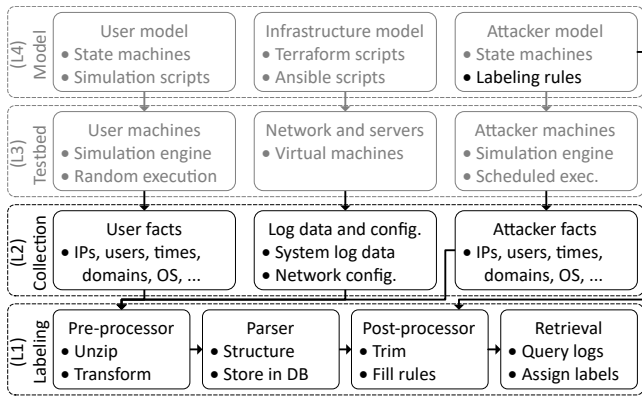 (L4)
Model
User model
• State machines
• Simulation scripts
Infrastructure model
• Terraform scripts
• Ansible scripts
Attacker model
• State machines
• Labeling rules
(L3)
Testbed
User machines
• Simulation engine
• Random execution
Network and servers
• Virtual machines
Attacker machines
• Simulation engine
• Scheduled exec.
(L2)
Collection
User facts
• IPs, users, times,
domains, OS, ...
Log data and config.
• System log data
• Network config.
Attacker facts
• IPs, users, times,
domains, OS, ...
(L1)
Labeling
Pre-processor
• Unzip
• Transform
Parser
• Structure
• Store in DB
Post-processor
• Trim
• Fill rules
Retrieval
• Query logs
• Assign labels